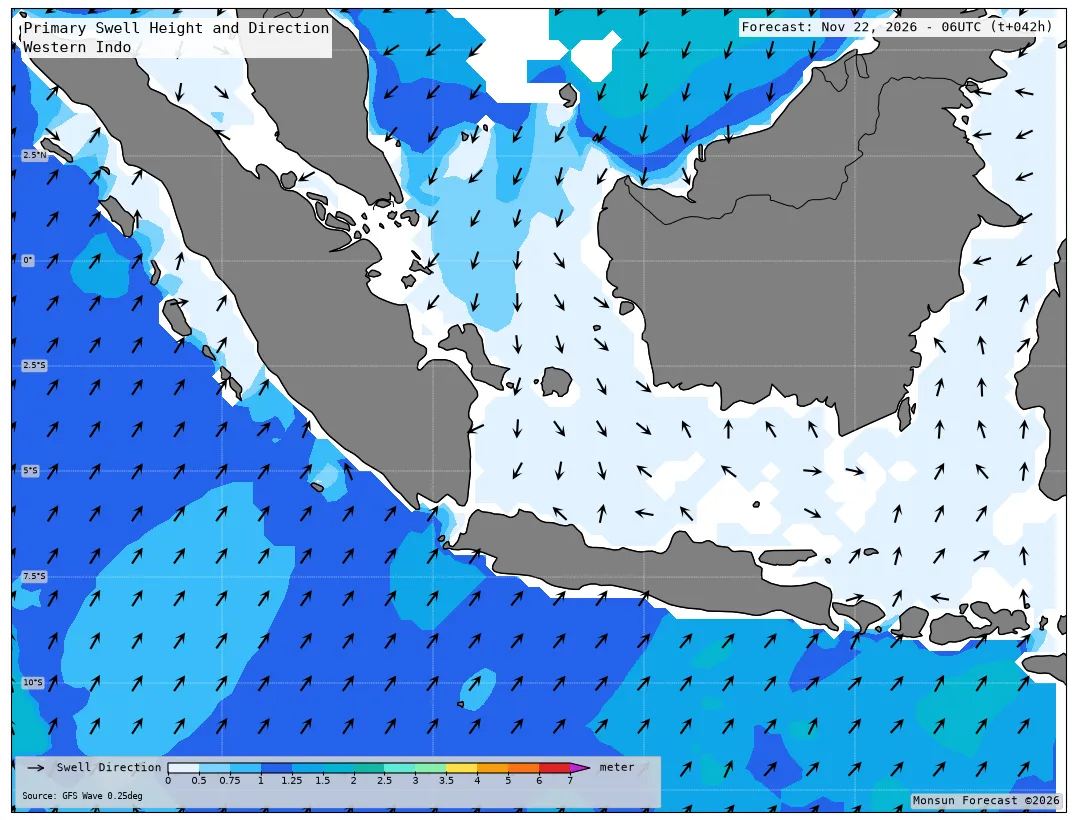 Primary Swell Height and Direction
Western Indo
Forecast: Nov 22, 2026 - 06UTC (t+042h)
2.5°N
0°
2.5°S
5°S
7.5°S
10°S
Swell Direction
0 0.5 0.75 1 1.25 1.5 2 2.5 3 3.5 4 5 6 7
meter
Source: GFS Wave 0.25deg
Monsun Forecast ©2026